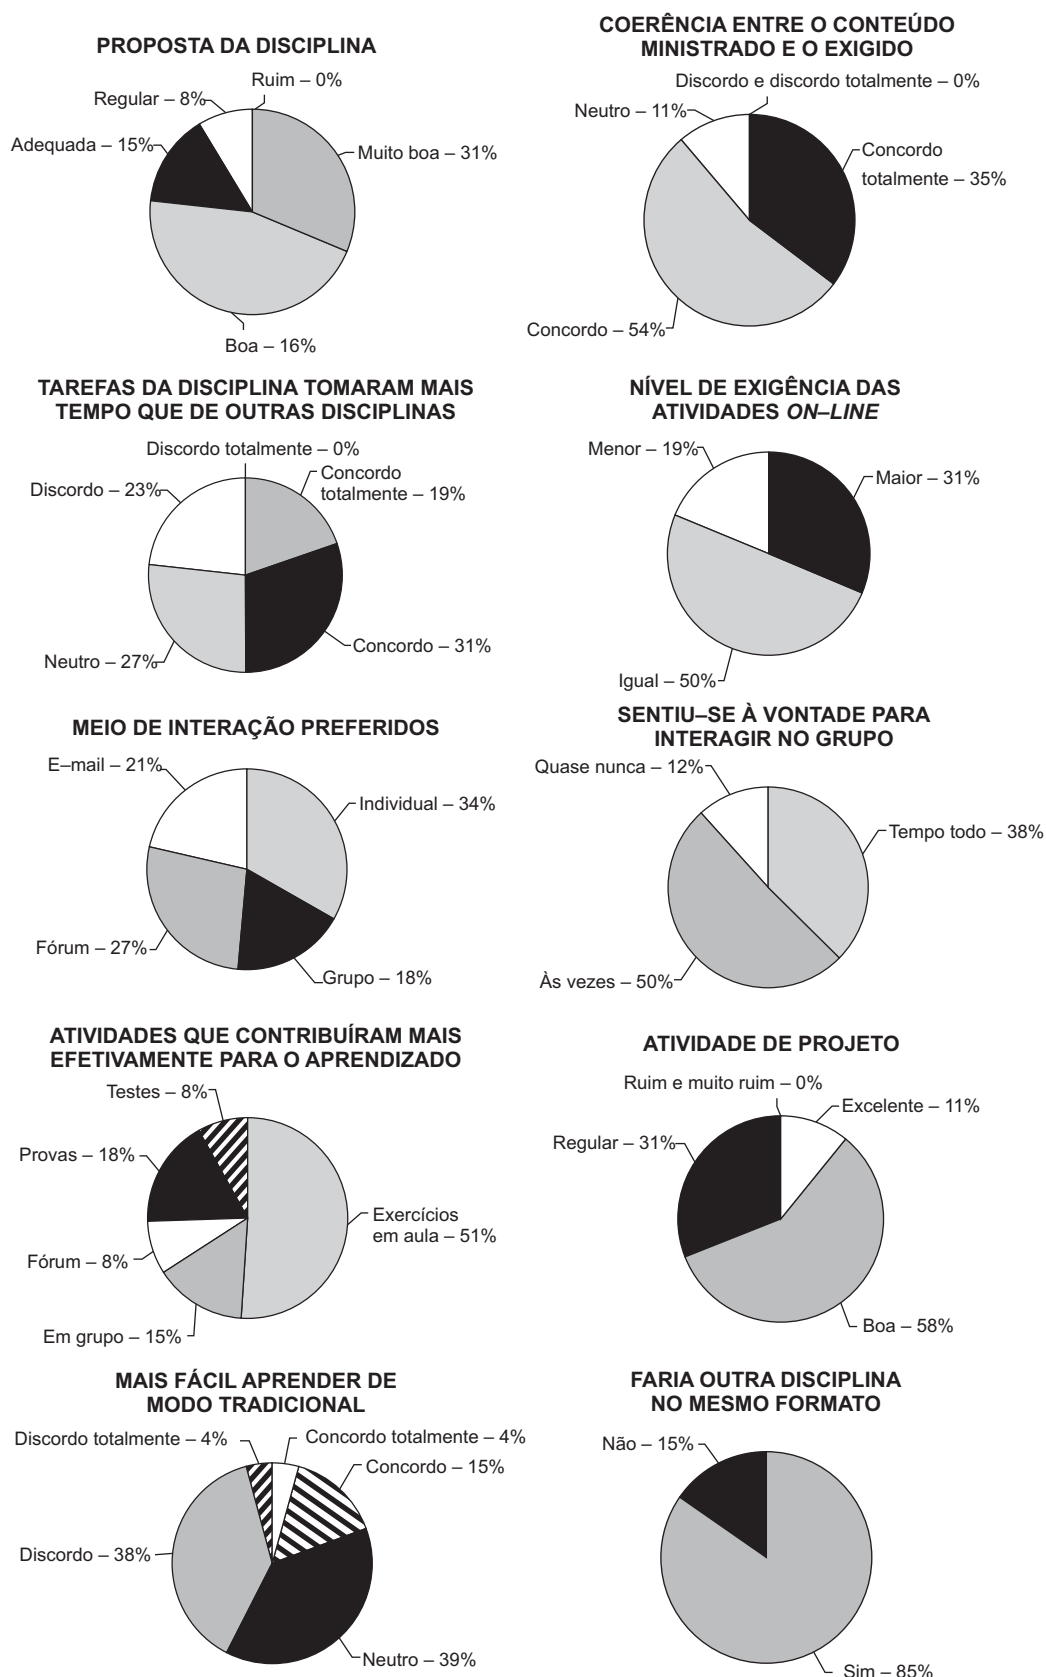 PROPOSTA DA DISCIPLINA
Ruim – 0%
Regular – 8%
Adequada – 15%
Muito boa – 31%
Boa – 16%
COERÊNCIA ENTRE O CONTEÚDO
MINISTRADO E O EXIGIDO
Discordo e discordo totalmente – 0%
Neutro – 11%
Concordo
totalmente – 35%
Concordo – 54%
TAREFAS DA DISCIPLINA TOMARAM MAIS
TEMPO QUE DE OUTRAS DISCIPLINAS
Discordo totalmente – 0%
Concordo
totalmente – 19%
Discordo – 23%
Concordo – 31%
Neutro – 27%
NÍVEL DE EXIGÊNCIA DAS
ATIVIDADES ON–LINE
Menor – 19%
Maior – 31%
Igual – 50%
MEIO DE INTERAÇÃO PREFERIDOS
E–mail – 21%
Individual – 34%
Fórum – 27%
Grupo – 18%
SENTIU–SE À VONTADE PARA
INTERAGIR NO GRUPO
Quase nunca – 12%
Tempo todo – 38%
Às vezes – 50%
ATIVIDADES QUE CONTRIBUÍRAM MAIS
EFETIVAMENTE PARA O APRENDIZADO
Testes – 8%
Provas – 18%
Exercícios
em aula – 51%
Fórum – 8%
Em grupo – 15%
ATIVIDADE DE PROJETO
Ruim e muito ruim – 0%
Excelente – 11%
Regular – 31%
Boa – 58%
MAIS FÁCIL APRENDER DE
MODO TRADICIONAL
Discordo totalmente – 4%
Concordo totalmente – 4%
Concordo – 15%
Discordo – 38%
Neutro – 39%
FARIA OUTRA DISCIPLINA
NO MESMO FORMATO
Não – 15%
Sim – 85%